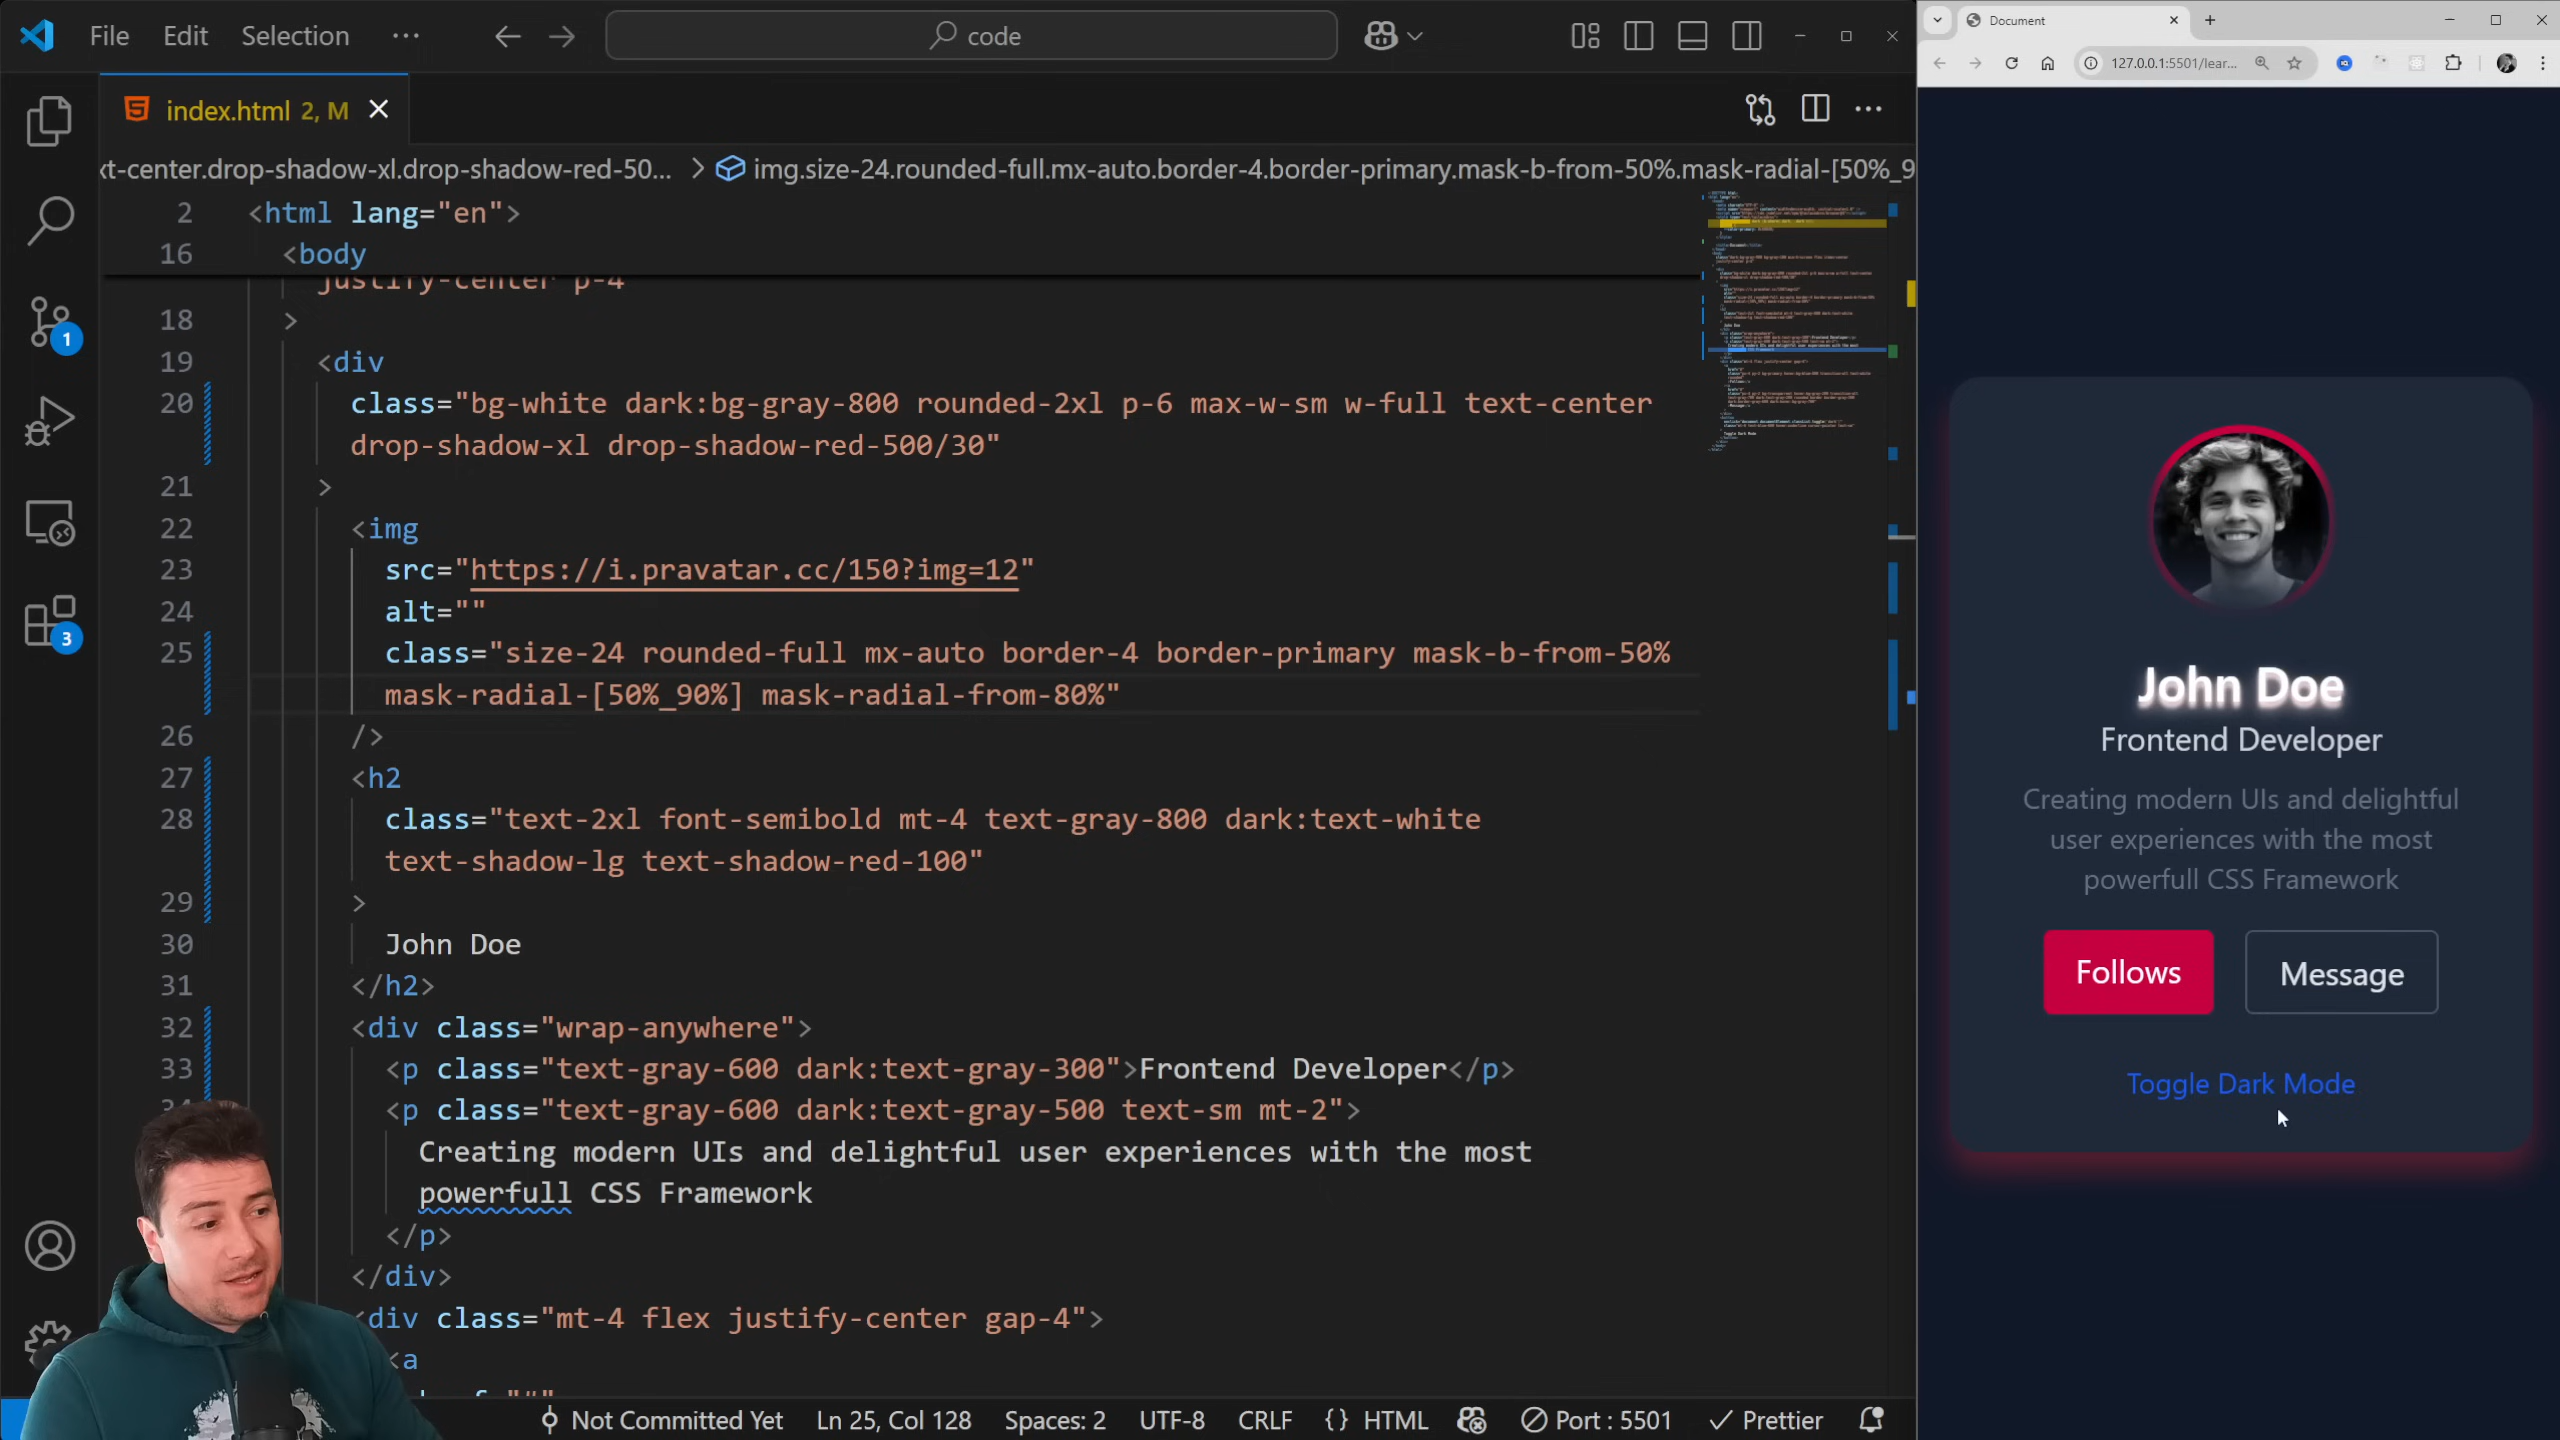 File Edit Selection ··· code
index.html 2, M
xt-center.drop-shadow-xl.drop-shadow-red-50... > img.size-24.rounded-full.mx-auto.border-4.border-primary.mask-b-from-50%.mask-radial-[50%_9
2 <html lang="en">
16 <body
justify-center p-4
18 >
19 <div
20 class="bg-white dark:bg-gray-800 rounded-2xl p-6 max-w-sm w-full text-center
drop-shadow-xl drop-shadow-red-500/30"
21 >
22 <img
23 src="https://i.pravatar.cc/150?img=12"
24 alt=""
25 class="size-24 rounded-full mx-auto border-4 border-primary mask-b-from-50%
mask-radial-[50%_90%] mask-radial-from-80%"
26 />
27 <h2
28 class="text-2xl font-semibold mt-4 text-gray-800 dark:text-white
text-shadow-lg text-shadow-red-100"
29 >
30 John Doe
31 </h2>
32 <div class="wrap-anywhere">
33 <p class="text-gray-600 dark:text-gray-300">Frontend Developer</p>
<p class="text-gray-600 dark:text-gray-500 text-sm mt-2">
Creating modern UIs and delightful user experiences with the most
powerfull CSS Framework
</p>
</div>
<div class="mt-4 flex justify-center gap-4">
<a
1
3
Not Committed Yet Ln 25, Col 128 Spaces: 2 UTF-8 CRLF {} HTML Port : 5501 Prettier
Document
127.0.0.1:5501/lear...
John Doe
Frontend Developer
Creating modern UIs and delightful
user experiences with the most
powerfull CSS Framework
Follows Message
Toggle Dark Mode